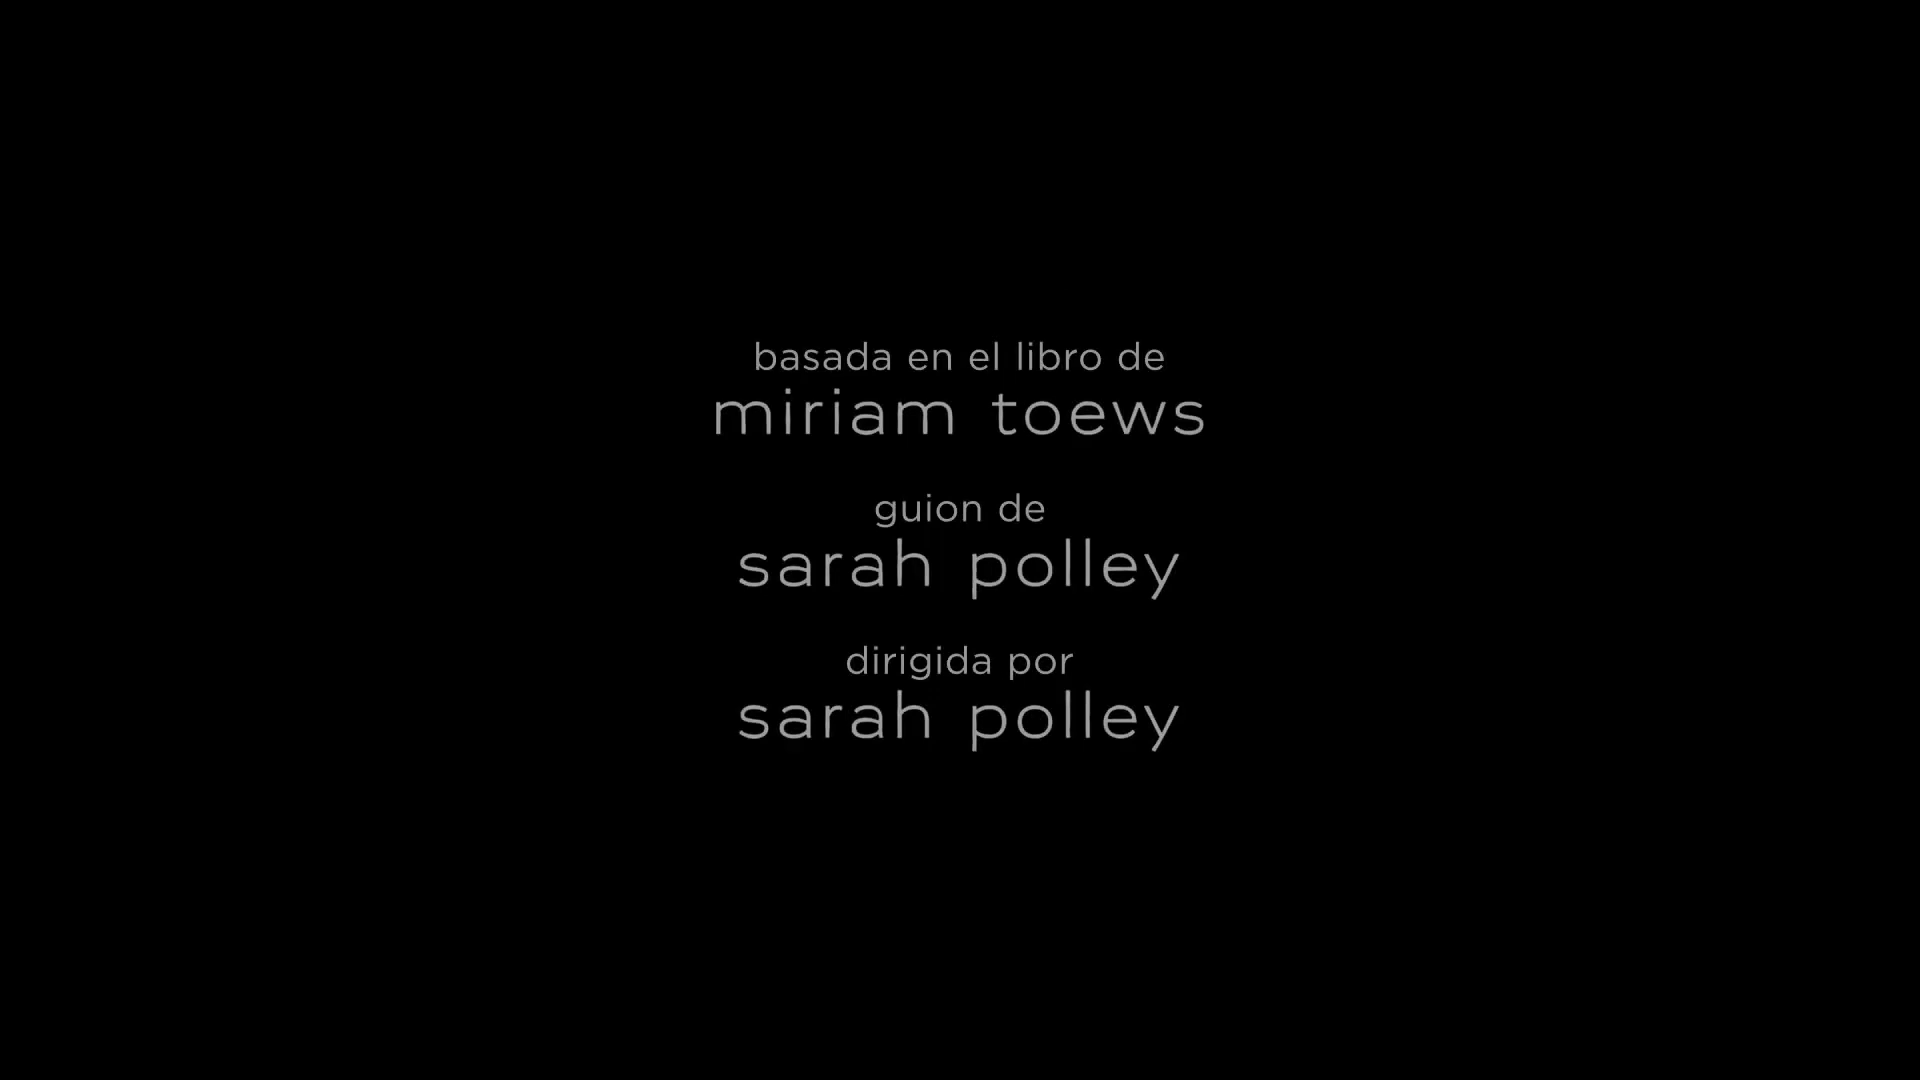 basada en el libro de
miriam toews
guion de
sarah polley
dirigida por
sarah polley